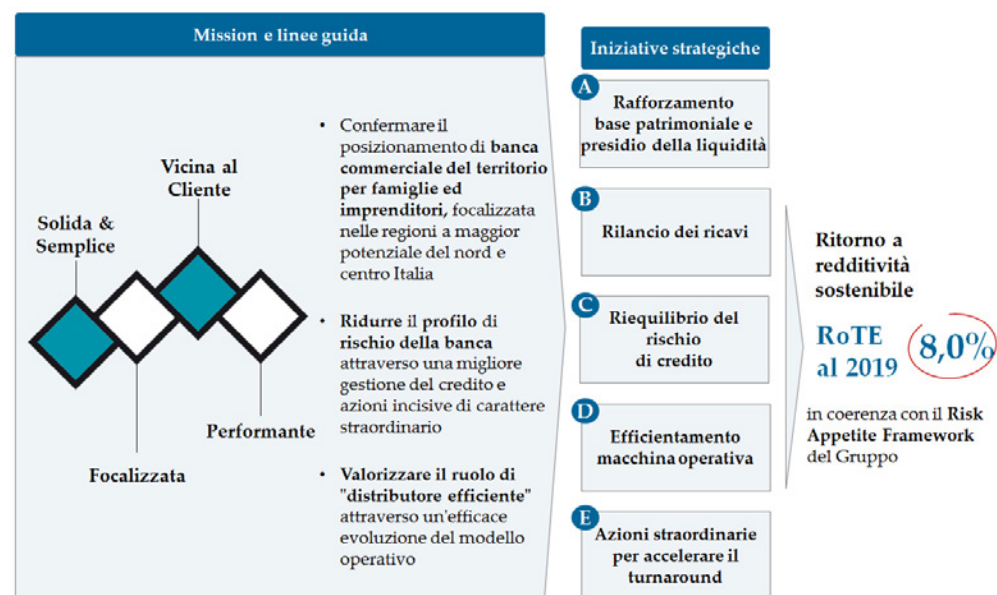 Mission e linee guida
Solida &
Semplice
Vicina al
Cliente
Focalizzata
Performante
• Confermare il
posizionamento di banca
commerciale del territorio
per famiglie ed
imprenditori, focalizzata
nelle regioni a maggior
potenziale del nord e
centro Italia
• Ridurre il profilo di
rischio della banca
attraverso una migliore
gestione del credito e
azioni incisive di carattere
straordinario
• Valorizzare il ruolo di
"distributore efficiente"
attraverso un'efficace
evoluzione del modello
operativo
Iniziative strategiche
A
Rafforzamento
base patrimoniale e
presidio della liquidità
B
Rilancio dei ricavi
C
Riequilibrio del
rischio
di credito
D
Efficientamento
macchina operativa
E
Azioni straordinarie
per accelerare il
turnaround
Ritorno a
redditività
sostenibile
RoTE
al 2019
8,0%
in coerenza con il Risk
Appetite Framework
del Gruppo